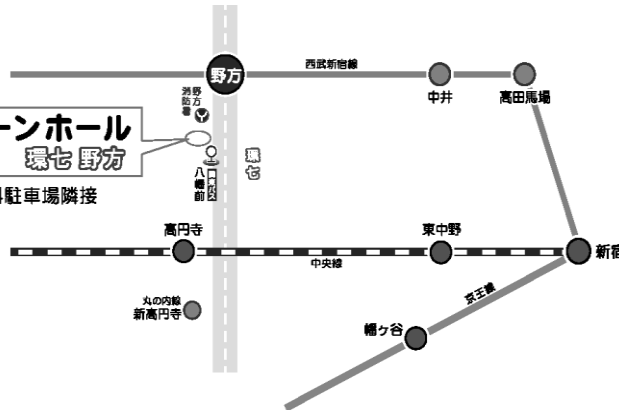 西武新宿線
野方
中井
高田馬場
野方
消防署
ーンホール
環七 野方
環七
八幡前
駐車場隣接
高円寺
東中野
新宿
中央線
丸の内線
新高円寺
京王線
幡ヶ谷